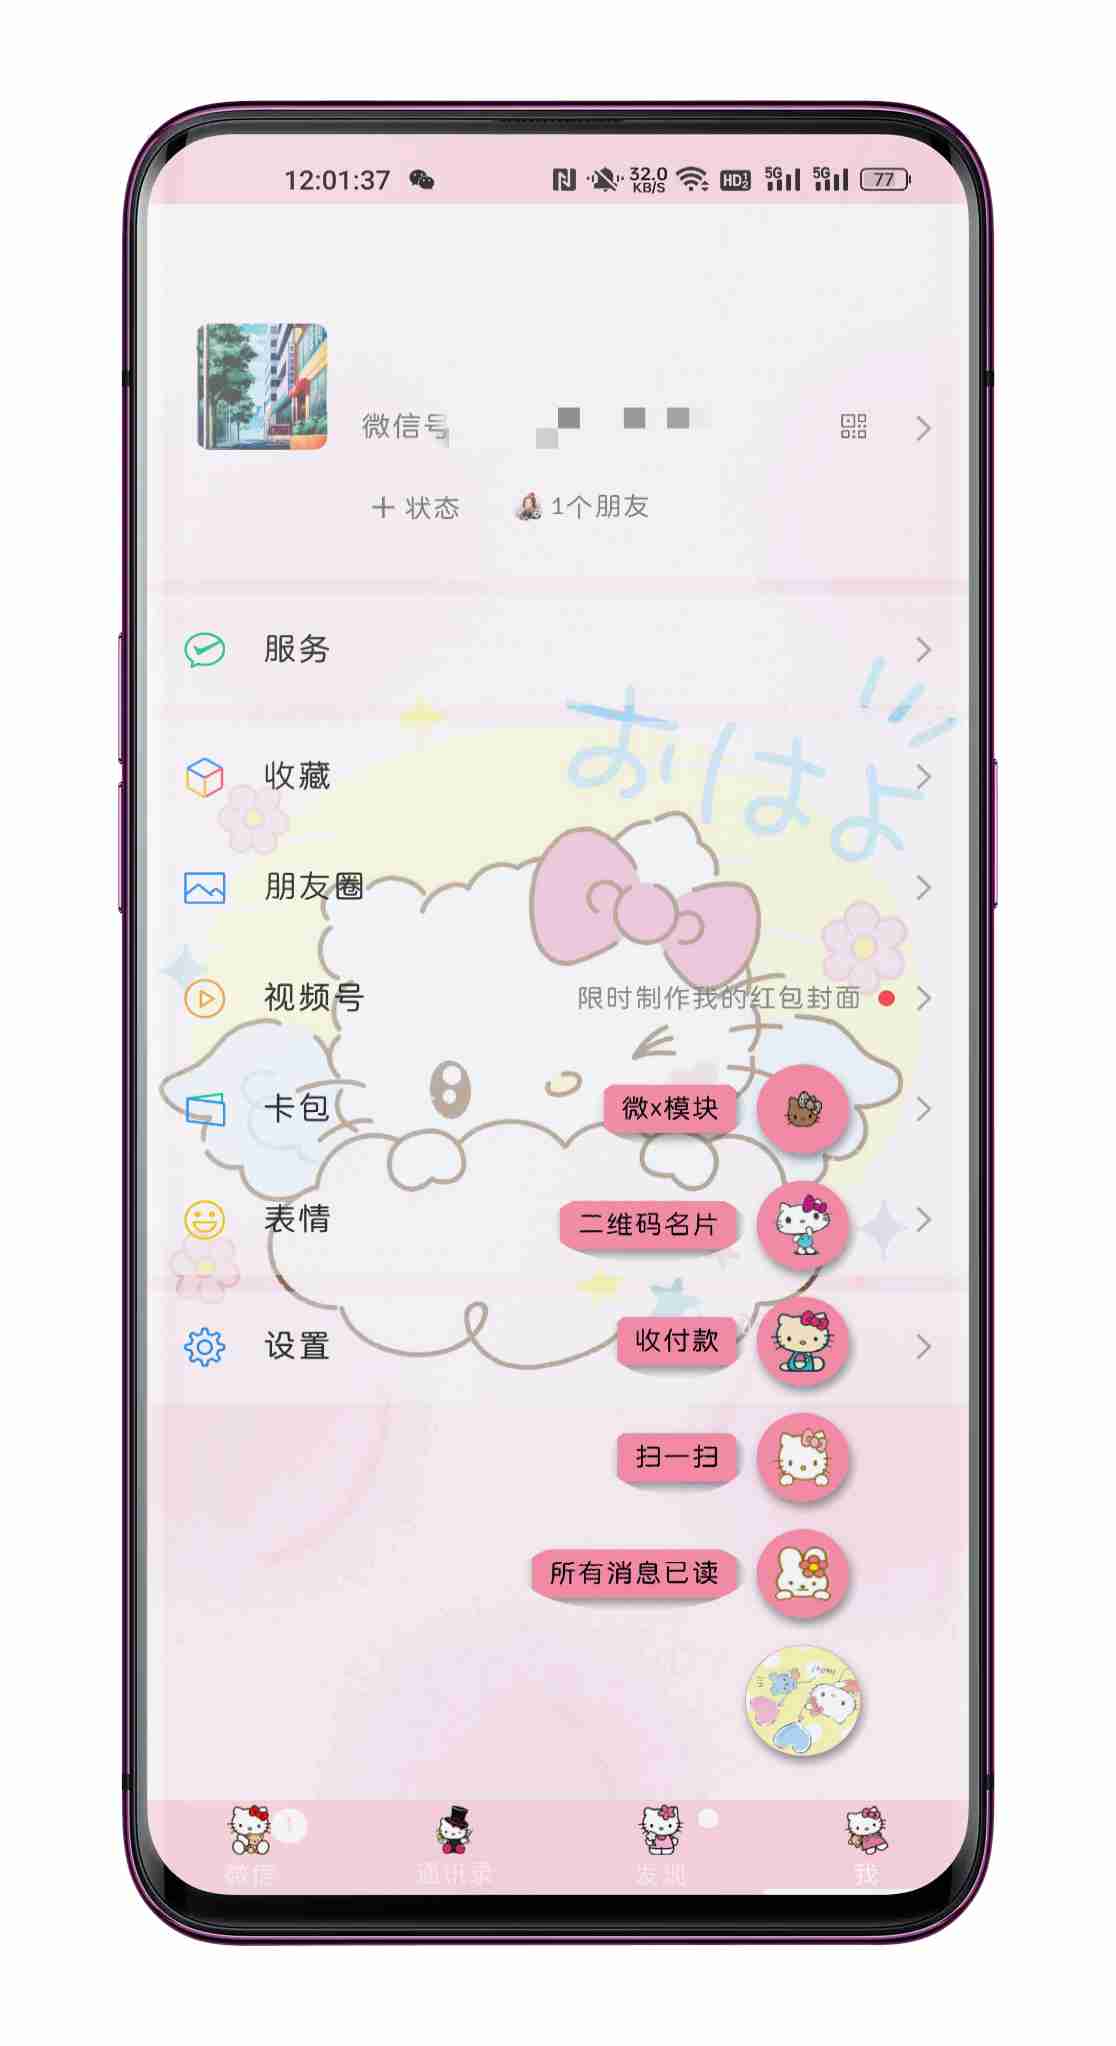 12:01:37
32.0
KB/S
HD 1 2
5G
5G
77
微信号
状态
1个朋友
服务
おはよ
收藏
朋友圈
视频号
限时制作我的红包封面
卡包
微x模块
表情
二维码名片
设置
收付款
扫一扫
所有消息已读
1
微信
通讯录
发现
我